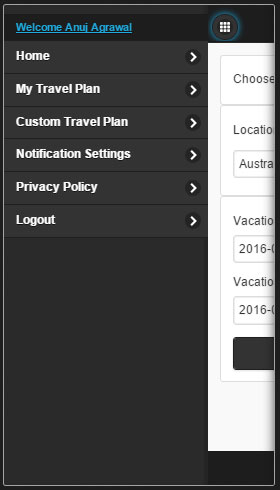 Welcome Anuj Agrawal
Home
My Travel Plan
Custom Travel Plan
Notification Settings
Privacy Policy
Logout
Choose
Locatio
Austra
Vacatio
2016-0
Vacatio
2016-0